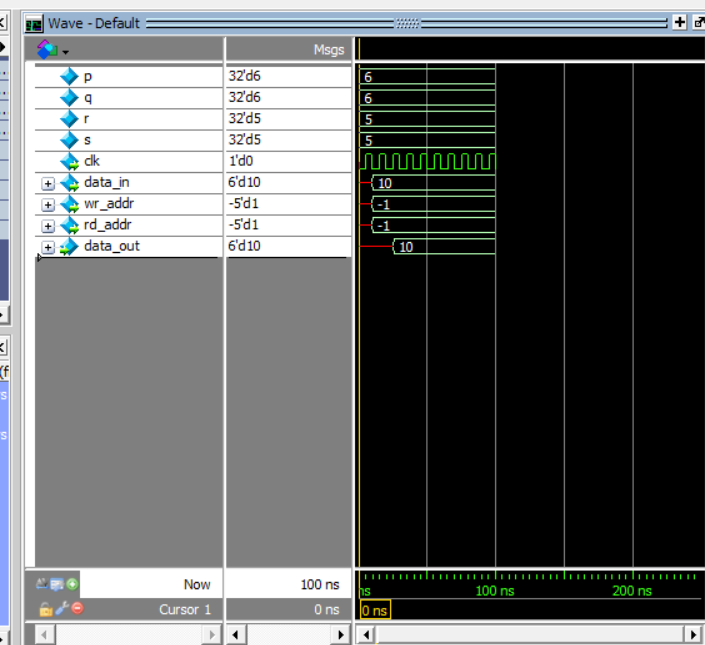 Wave - Default
Msgs
p 32'd6 6
q 32'd6 6
r 32'd5 5
s 32'd5 5
clk 1'd0
data_in 6'd10 10
wr_addr -5'd1 -1
rd_addr -5'd1 -1
data_out 6'd10 10
(f
s
s
Now 100 ns ns 100 ns 200 ns
Cursor 1 0 ns 0 ns